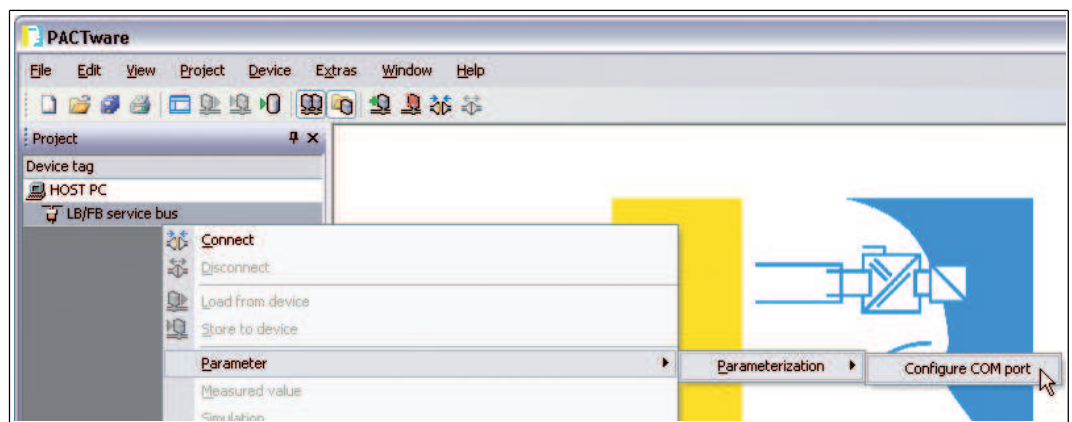 PACTware
File Edit View Project Device Extras Window Help
Project
Device tag
HOST PC
LB/FB service bus
Connect
Disconnect
Load from device
Store to device
Parameter
Parameterization
Configure COM port
Measured value
Simulation